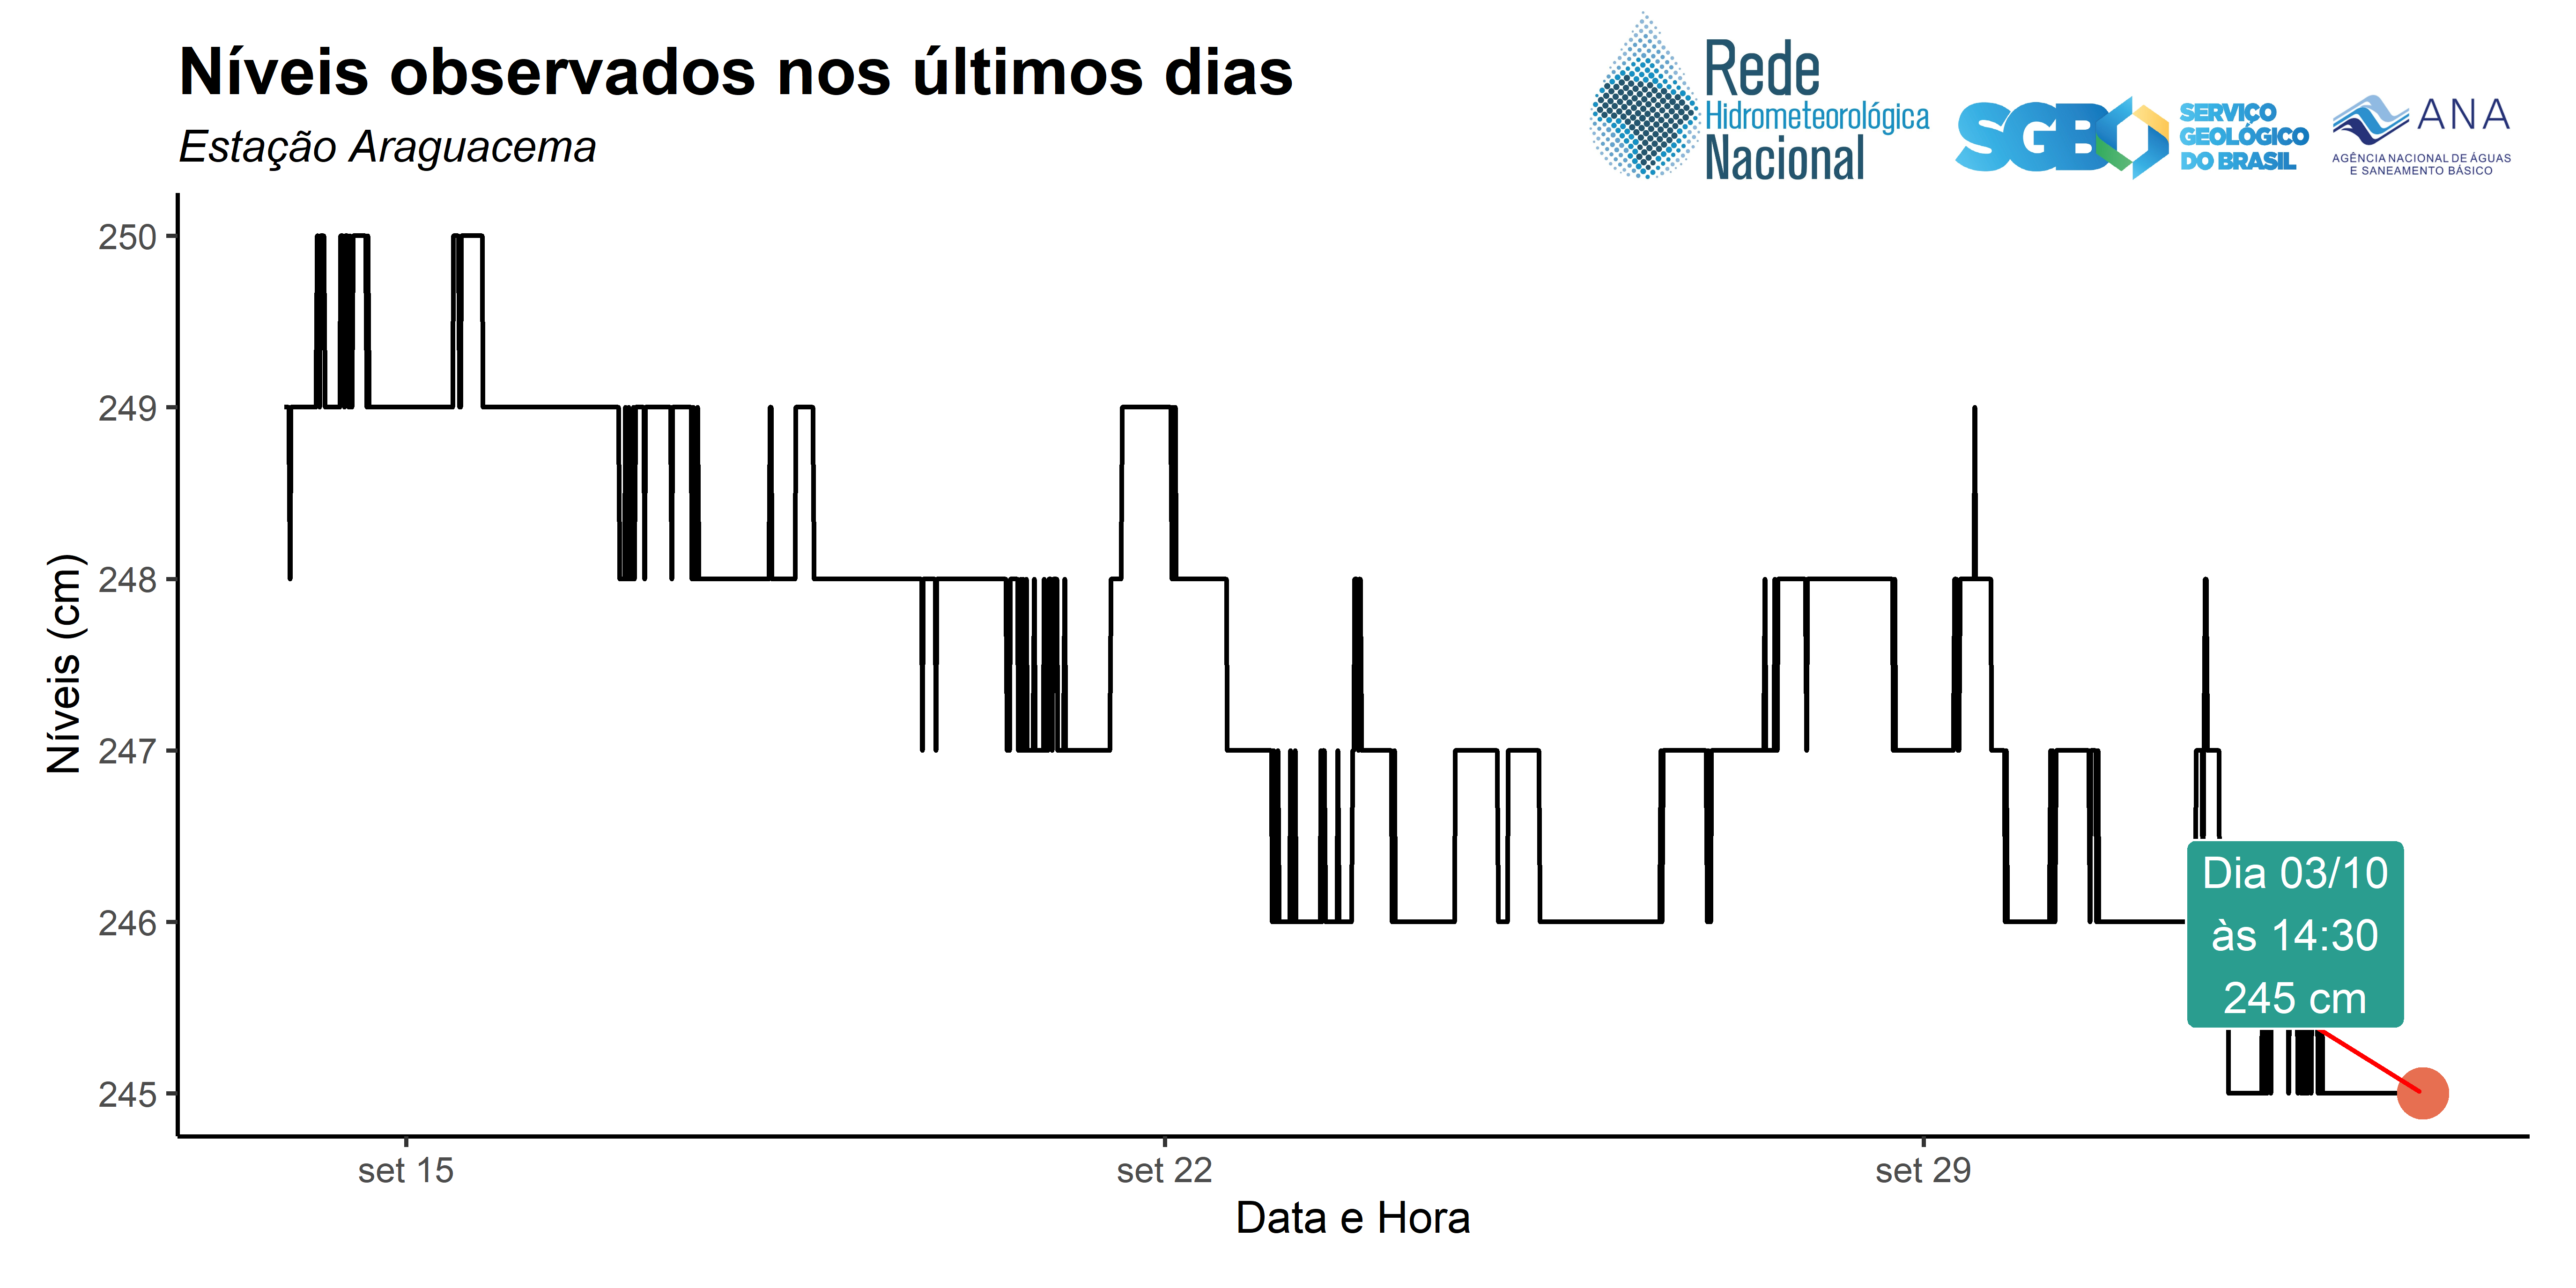 Níveis observados nos últimos dias
Estação Araguacema
Rede
Hidrometeorológica
Nacional
SGB
SERVIÇO
GEOLÓGICO
DO BRASIL
ANA
AGÊNCIA NACIONAL DE ÁGUAS
E SANEAMENTO BÁSICO
Níveis (cm)
250
249
248
247
246
245
Dia 03/10
às 14:30
245 cm
set 15
set 22
set 29
Data e Hora